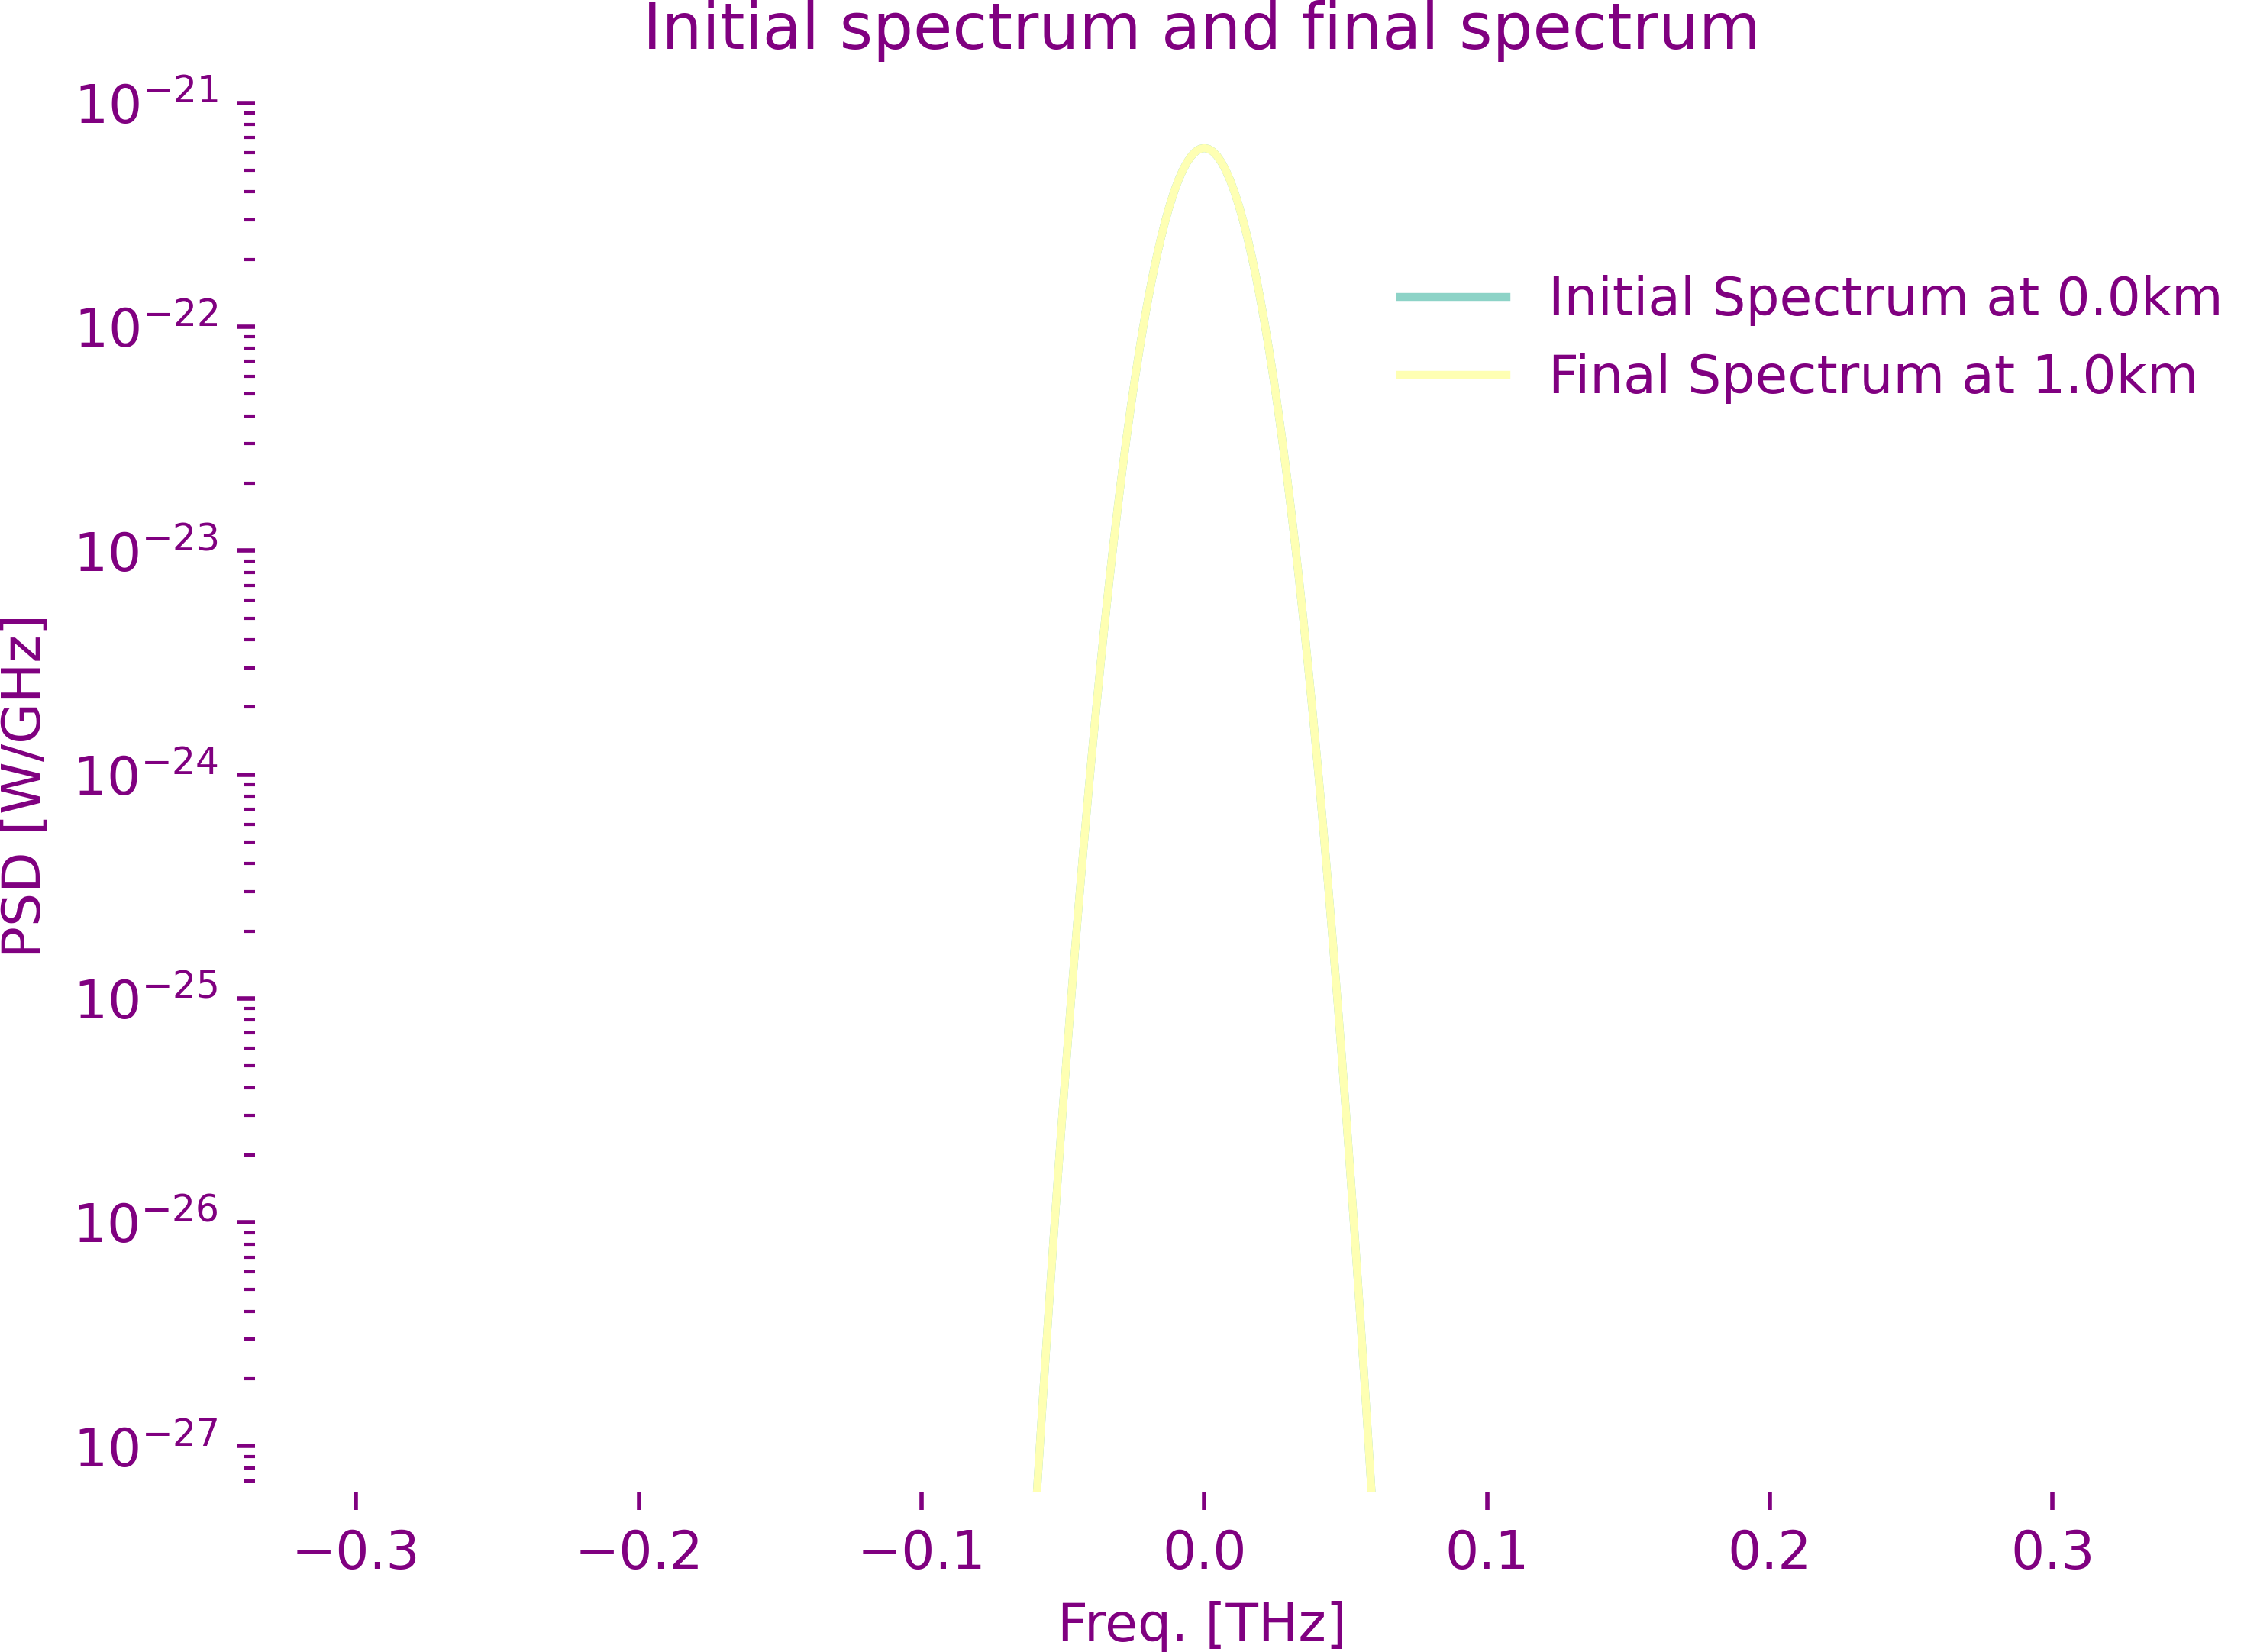 Initial spectrum and final spectrum
10⁻²¹
10⁻²²
10⁻²³
10⁻²⁴
10⁻²⁵
10⁻²⁶
10⁻²⁷
PSD [W/GHz]
Initial Spectrum at 0.0km
Final Spectrum at 1.0km
−0.3 −0.2 −0.1 0.0 0.1 0.2 0.3
Freq. [THz]